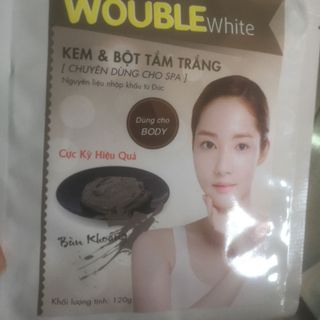 WOUBLE White
KEM & BỘT TẮM TRẮNG
[ CHUYÊN DÙNG CHO SPA ]
Nguyên liệu nhập khẩu từ Đức
Dùng cho
BODY
Cực Kỳ Hiệu Quả
Bùn Khoáng
Khối lượng tịnh: 120g